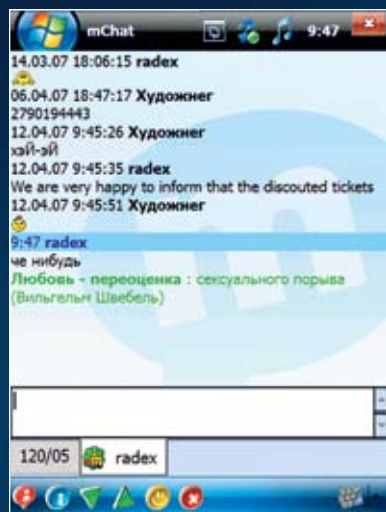 mChat 9:47
14.03.07 18:06:15 radex
06.04.07 18:47:17 Художнег
2790194443
12.04.07 9:45:26 Художнег
хэй-эй
12.04.07 9:45:35 radex
We are very happy to inform that the discouted tickets
12.04.07 9:45:51 Художнег
9:47 radex
че нибудь
Любовь - переоценка : сексуального порыва
(Вильгельм Швебель)
120/05 radex